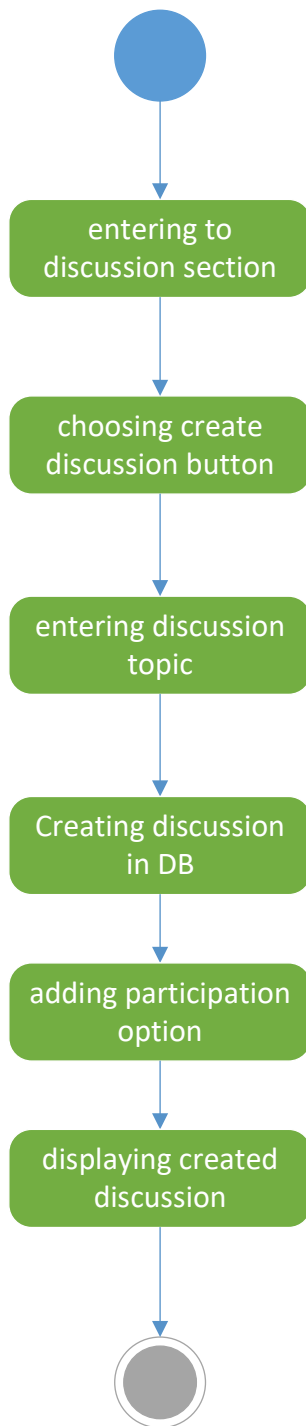 entering to
discussion section
choosing create
discussion button
entering discussion
topic
Creating discussion
in DB
adding participation
option
displaying created
discussion